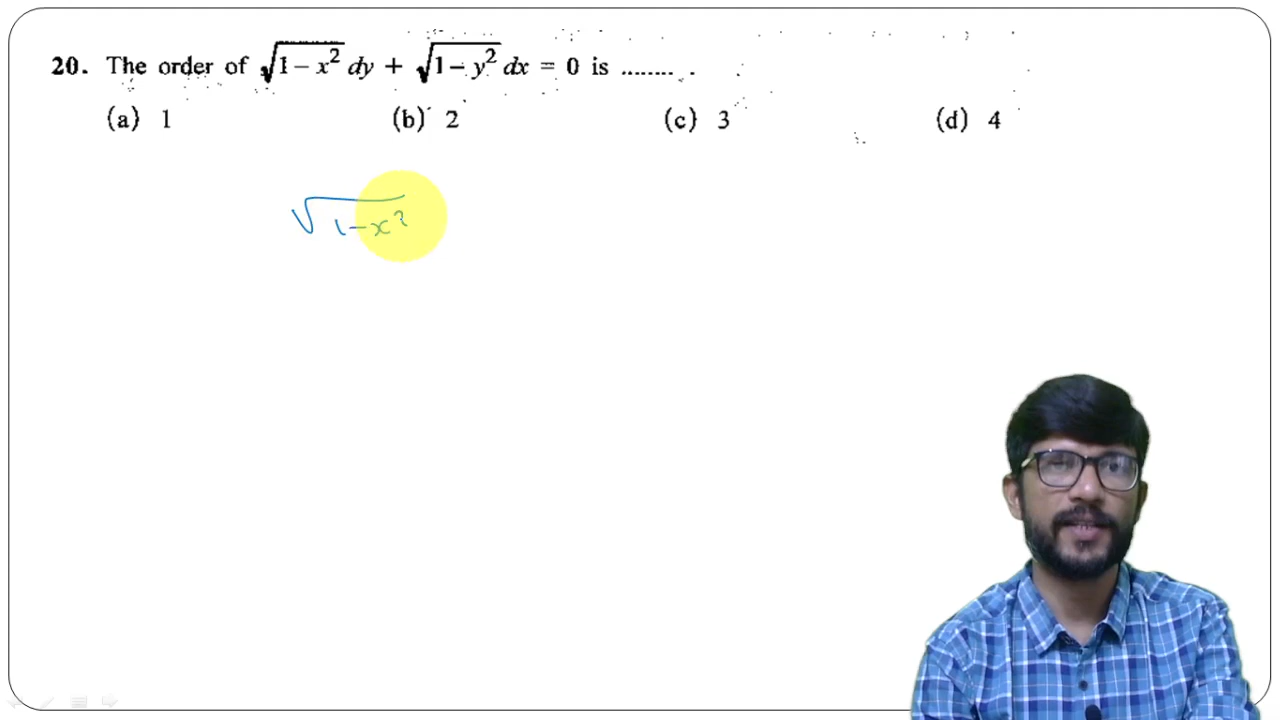 20. The order of √1 – x² dy + √1 – y² dx = 0 is ........ .
(a) 1 (b) 2 (c) 3 (d) 4
√1-x²